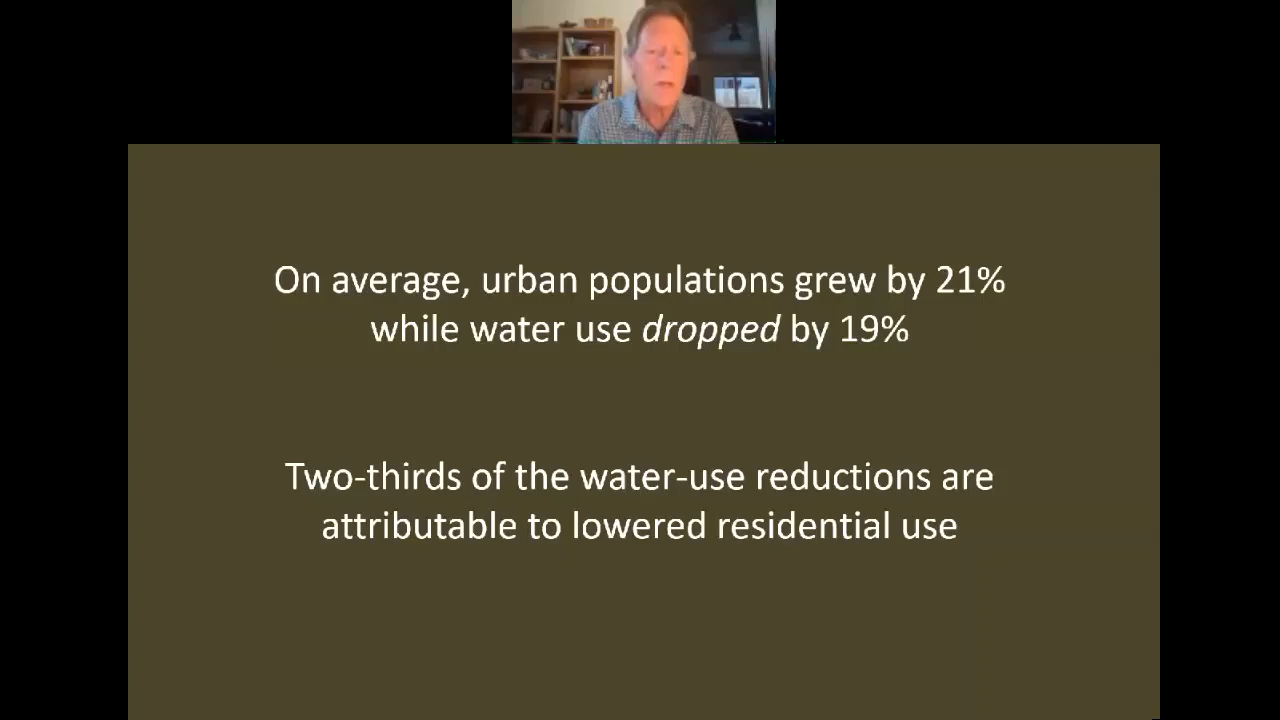 On average, urban populations grew by 21%
while water use dropped by 19%
Two-thirds of the water-use reductions are
attributable to lowered residential use